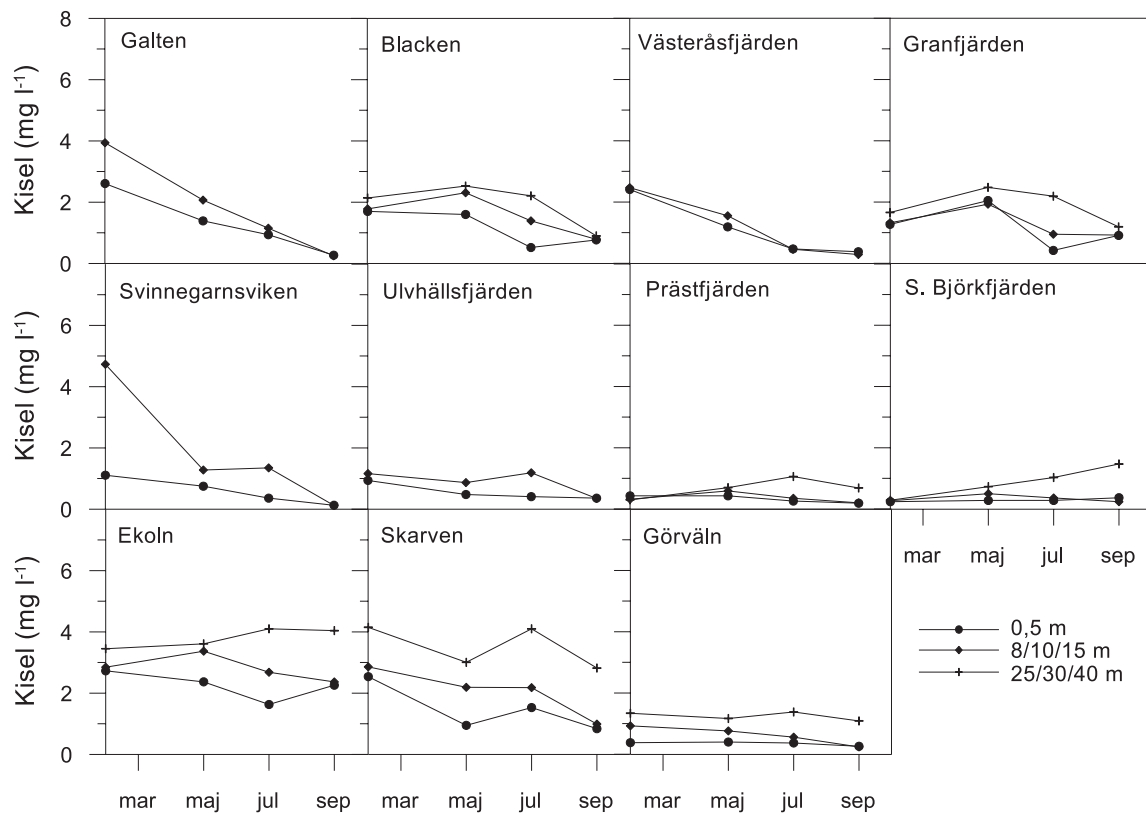 8
6
4
2
0
Kisel (mg l⁻¹)
Galten
Blacken
Västeråsfjärden
Granfjärden
6
4
2
0
Kisel (mg l⁻¹)
Svinnegarnsviken
Ulvhällsfjärden
Prästfjärden
S. Björkfjärden
mar maj jul sep
6
4
2
0
Kisel (mg l⁻¹)
Ekoln
Skarven
Görväln
0,5 m
8/10/15 m
25/30/40 m
mar maj jul sep
mar maj jul sep
mar maj jul sep